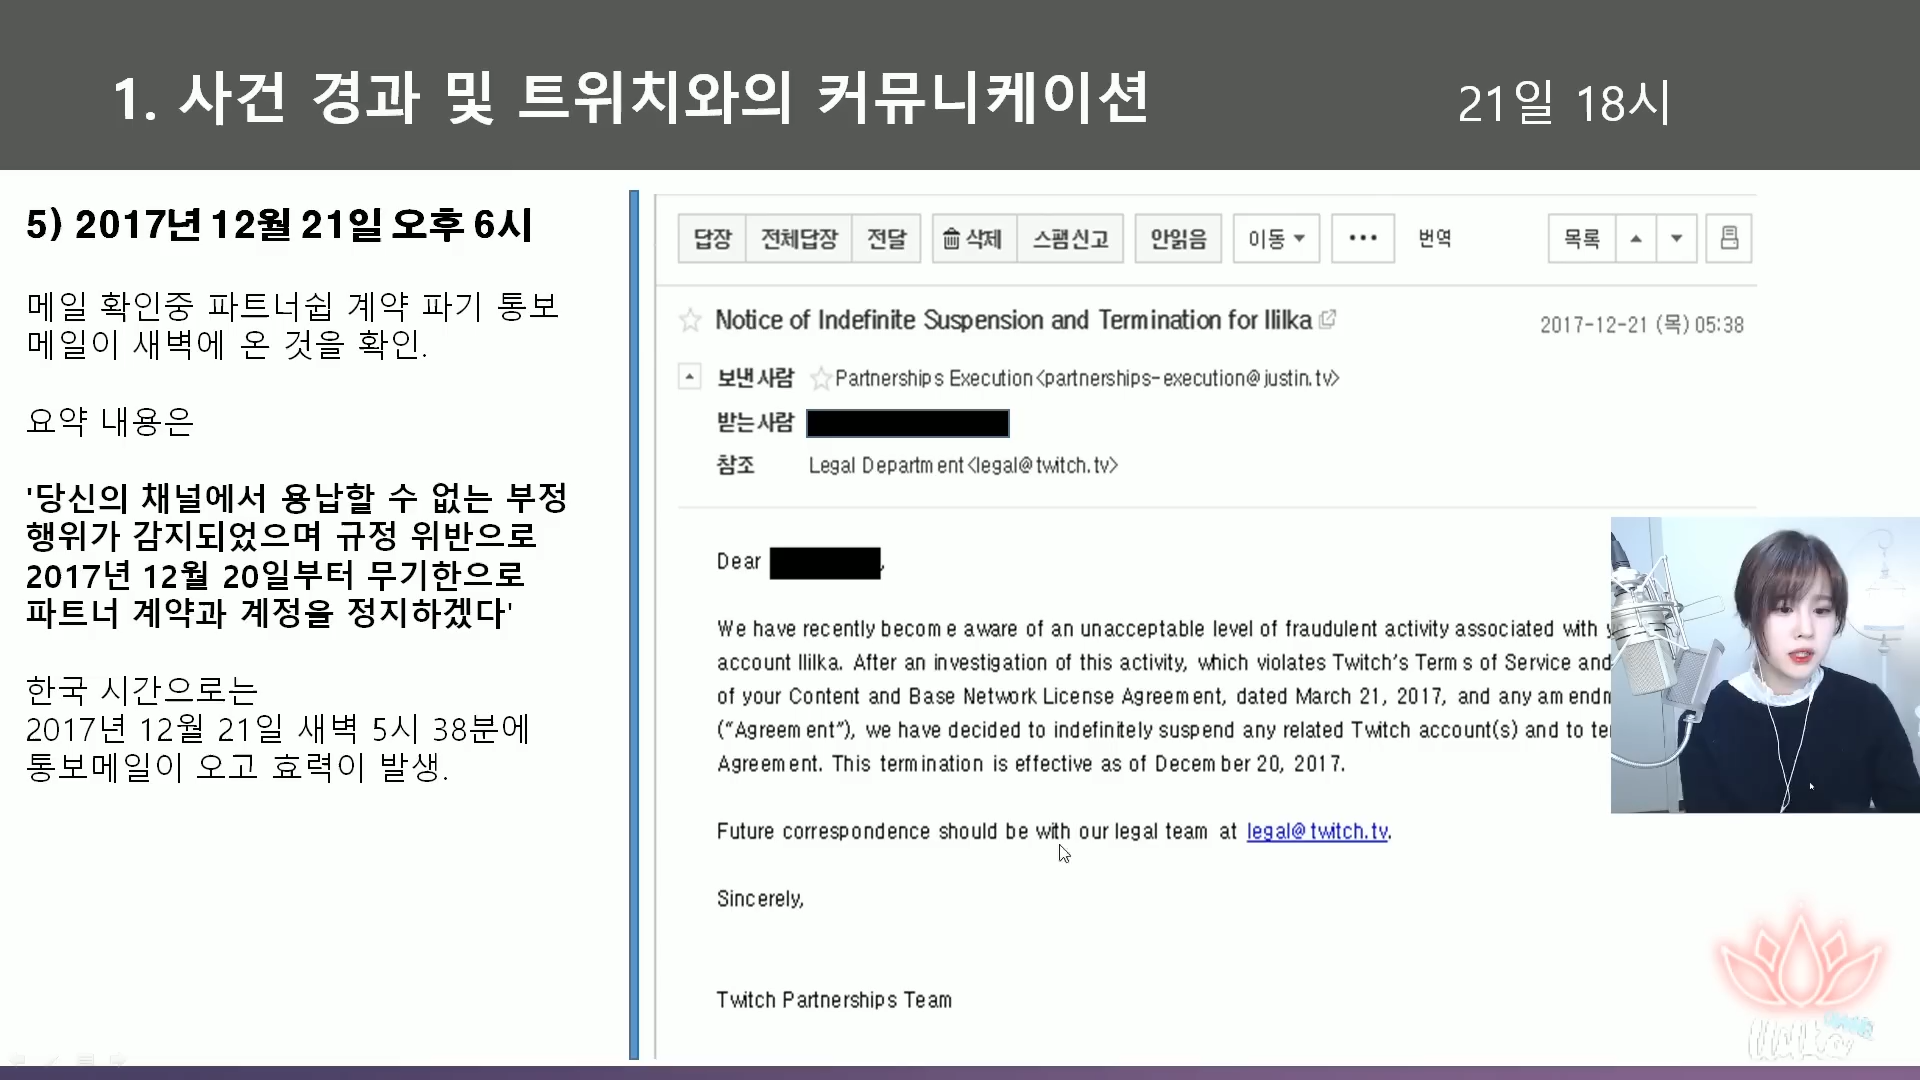 1. 사건 경과 및 트위치와의 커뮤니케이션
21일 18시
5) 2017년 12월 21일 오후 6시
메일 확인중 파트너쉽 계약 파기 통보
메일이 새벽에 온 것을 확인.
요약 내용은
'당신의 채널에서 용납할 수 없는 부정
행위가 감지되었으며 규정 위반으로
2017년 12월 20일부터 무기한으로
파트너 계약과 계정을 정지하겠다'
한국 시간으로는
2017년 12월 21일 새벽 5시 38분에
통보메일이 오고 효력이 발생.
답장 전체답장 전달 삭제 스팸신고 안읽음 이동 ••• 번역 목록
Notice of Indefinite Suspension and Termination for llilka
2017-12-21 (목) 05:38
보낸사람 Partnerships Execution<partnerships-execution@justin.tv>
받는사람
참조 Legal Department<legal@twitch.tv>
Dear ,
We have recently become aware of an unacceptable level of fraudulent activity associated with
account llilka. After an investigation of this activity, which violates Twitch's Terms of Service and
of your Content and Base Network License Agreement, dated March 21, 2017, and any
("Agreement"), we have decided to indefinitely suspend any related Twitch account(s) and to
Agreement. This termination is effective as of December 20, 2017.
Future correspondence should be with our legal team at legal@twitch.tv.
Sincerely,
Twitch Partnerships Team